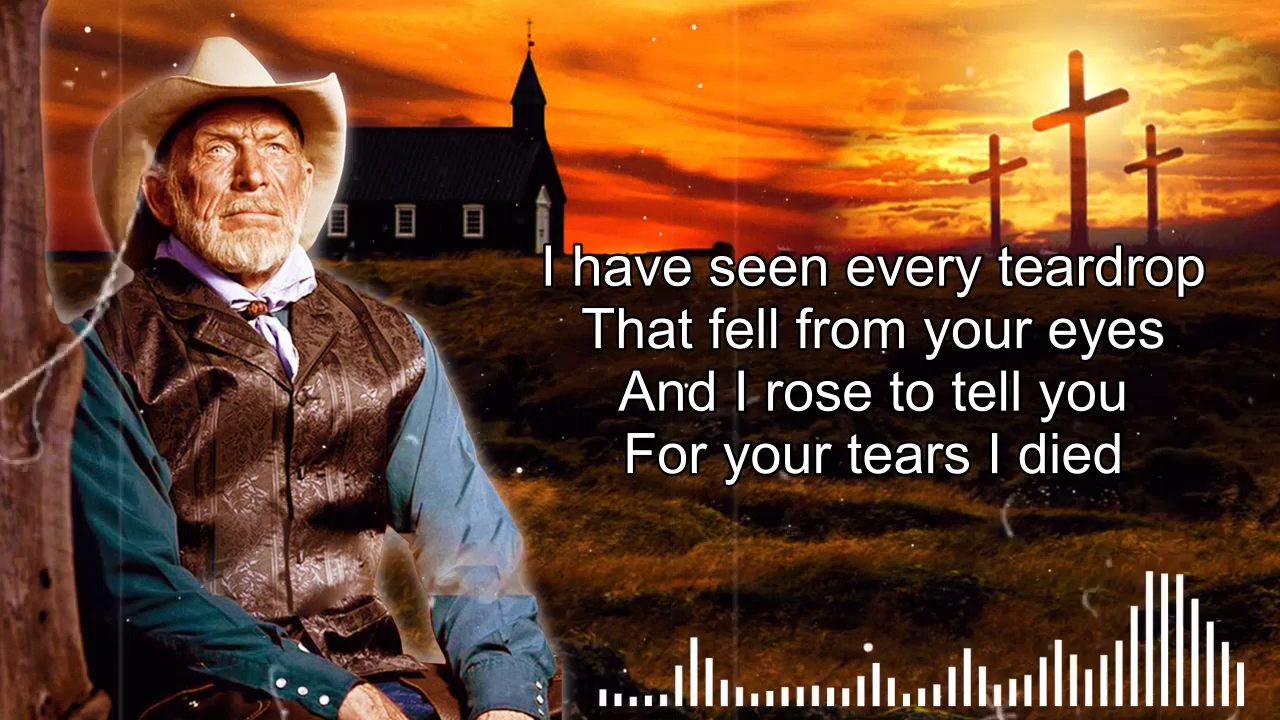 I have seen every teardrop
That fell from your eyes
And I rose to tell you
For your tears I died